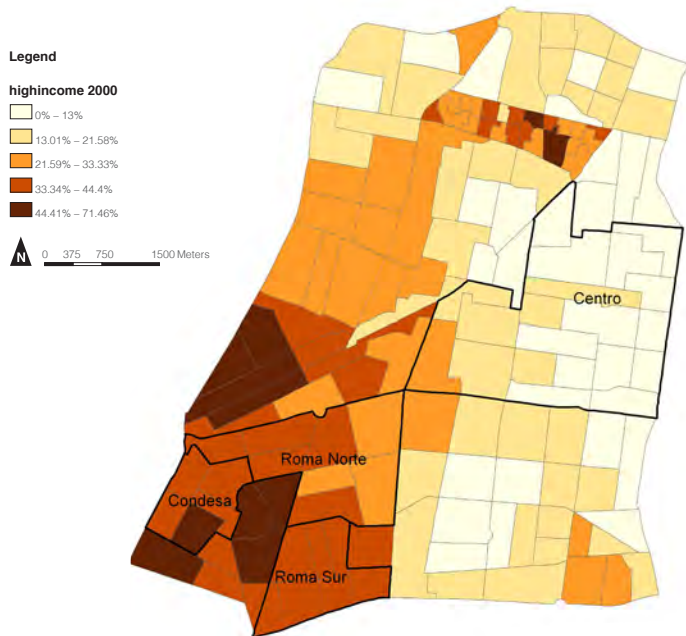 Legend
highincome 2000
0% – 13%
13.01% – 21.58%
21.59% – 33.33%
33.34% – 44.4%
44.41% – 71.46%
N
0 375 750 1500 Meters
Centro
Roma Norte
Condesa
Roma Sur